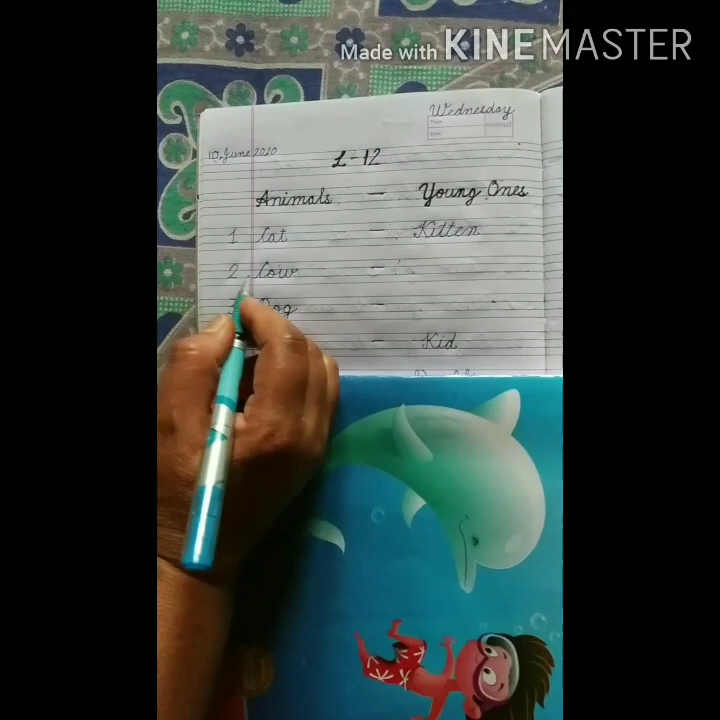 Made with KINEMASTER
Wednesday
10, June 2020
L-12
Animals - Young Ones
1 Cat - Kitten
2. Cow -
Dog -
- Kid